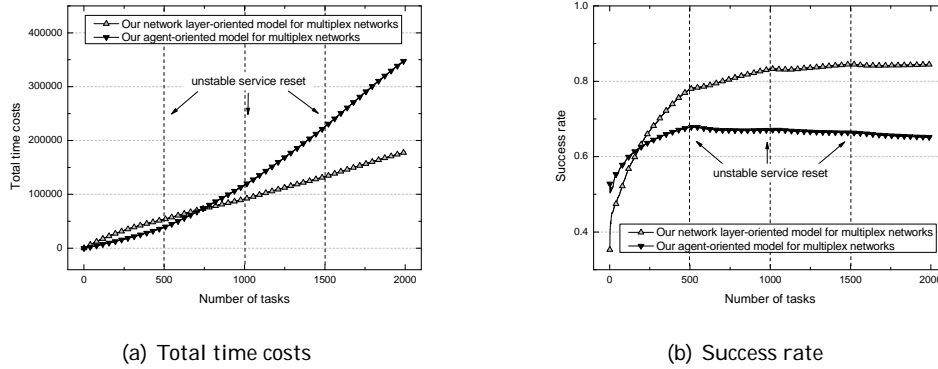 Our network layer-oriented model for multiplex networks
Our agent-oriented model for multiplex networks
unstable service reset
400000
300000
200000
100000
0
Total time costs
0 500 1000 1500 2000
Number of tasks
(a) Total time costs
1.0
0.8
0.6
0.4
Success rate
unstable service reset
Our network layer-oriented model for multiplex networks
Our agent-oriented model for multiplex networks
0 500 1000 1500 2000
Number of tasks
(b) Success rate